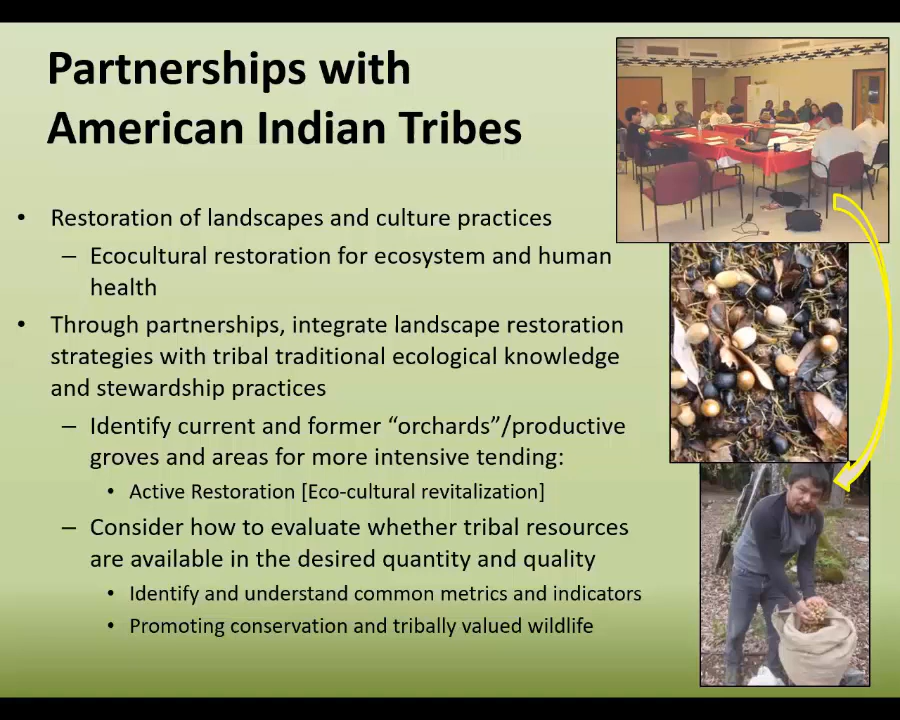 Partnerships with
American Indian Tribes
• Restoration of landscapes and culture practices
– Ecocultural restoration for ecosystem and human
health
• Through partnerships, integrate landscape restoration
strategies with tribal traditional ecological knowledge
and stewardship practices
– Identify current and former “orchards”/productive
groves and areas for more intensive tending:
• Active Restoration [Eco-cultural revitalization]
– Consider how to evaluate whether tribal resources
are available in the desired quantity and quality
• Identify and understand common metrics and indicators
• Promoting conservation and tribally valued wildlife